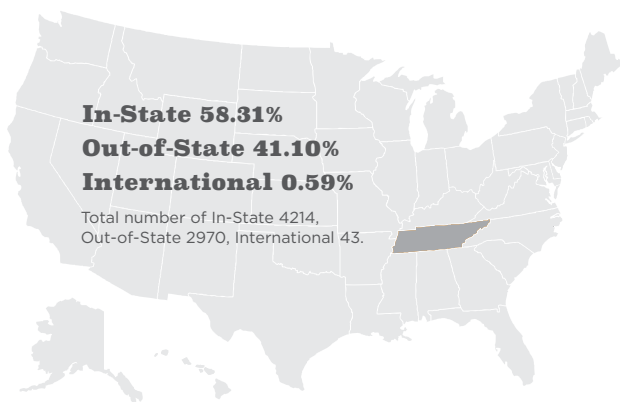 In-State 58.31%
Out-of-State 41.10%
International 0.59%
Total number of In-State 4214,
Out-of-State 2970, International 43.